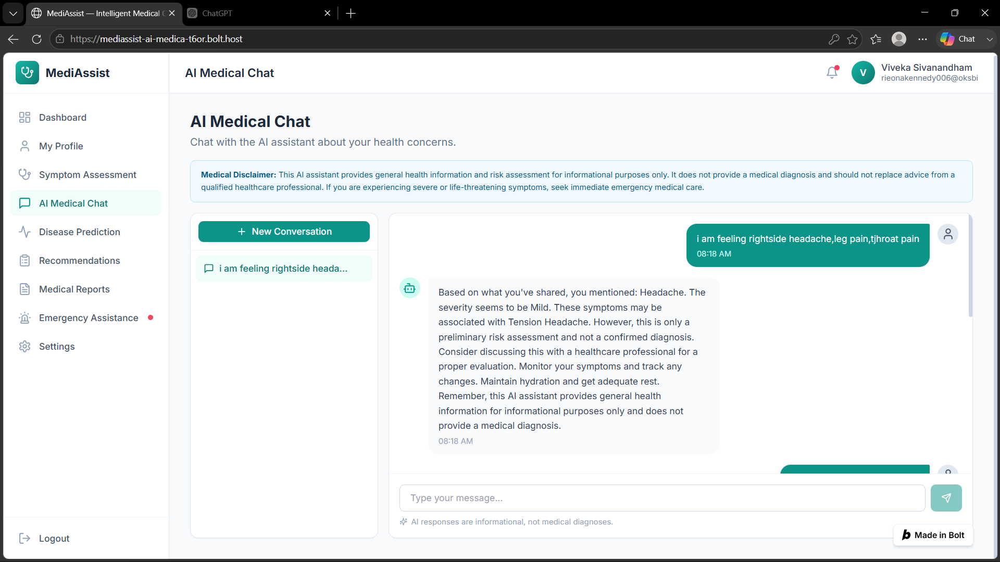 MediAssist — Intelligent Medical
ChatGPT
https://mediassist-ai-medica-t6or.bolt.host
Chat
MediAssist
AI Medical Chat
V
Viveka Sivanandham
rieonakennedy006@oksbi
Dashboard
My Profile
Symptom Assessment
AI Medical Chat
Disease Prediction
Recommendations
Medical Reports
Emergency Assistance
Settings
Logout
AI Medical Chat
Chat with the AI assistant about your health concerns.
Medical Disclaimer: This AI assistant provides general health information and risk assessment for informational purposes only. It does not provide a medical diagnosis and should not replace advice from a
qualified healthcare professional. If you are experiencing severe or life-threatening symptoms, seek immediate emergency medical care.
+ New Conversation
i am feeling rightside heada...
i am feeling rightside headache,leg pain,tjhroat pain
08:18 AM
Based on what you've shared, you mentioned: Headache. The
severity seems to be Mild. These symptoms may be
associated with Tension Headache. However, this is only a
preliminary risk assessment and not a confirmed diagnosis.
Consider discussing this with a healthcare professional for a
proper evaluation. Monitor your symptoms and track any
changes. Maintain hydration and get adequate rest.
Remember, this AI assistant provides general health
information for informational purposes only and does not
provide a medical diagnosis.
08:18 AM
Type your message...
AI responses are informational, not medical diagnoses.
b Made in Bolt